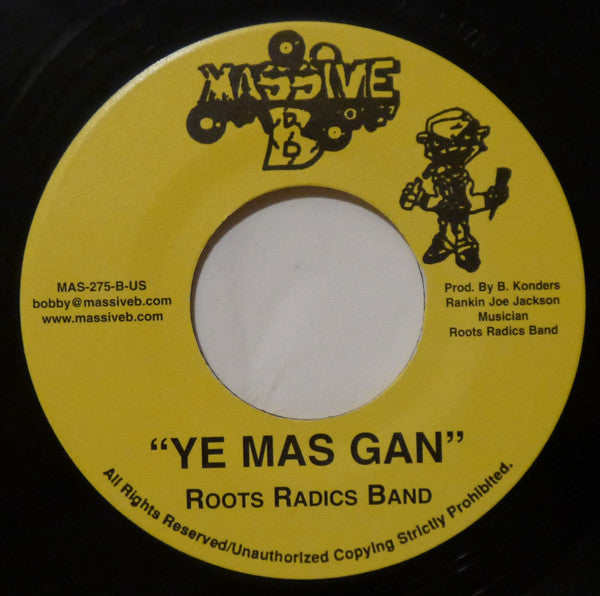 MASSIVE
B
MAS-275-B-US
bobby@massiveb.com
www.massiveb.com
Prod. By B. Konders
Rankin Joe Jackson
Musician
Roots Radics Band
“YE MAS GAN”
ROOTS RADICS BAND
All Rights Reserved/Unauthorized Copying Strictly Prohibited.